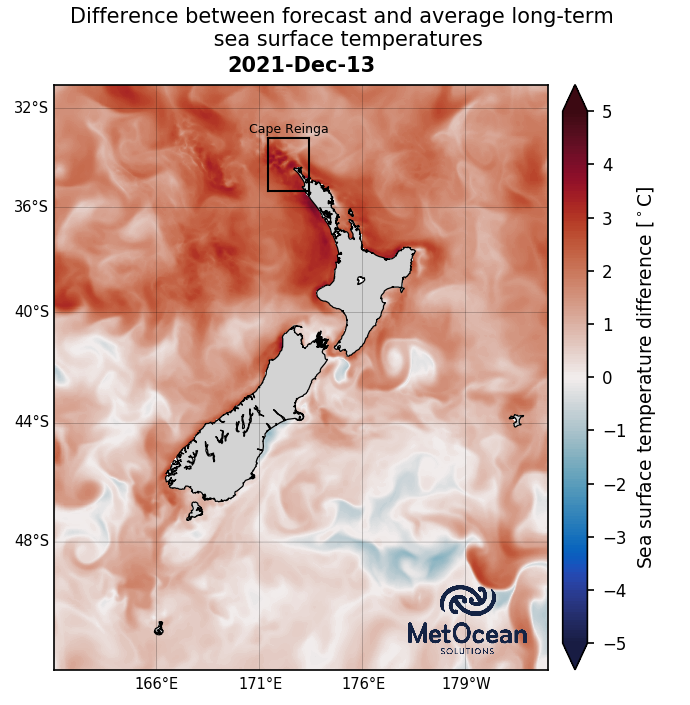 Difference between forecast and average long-term
sea surface temperatures
2021-Dec-13
Cape Reinga
32°S
36°S
40°S
44°S
48°S
166°E
171°E
176°E
179°W
5
4
3
2
1
0
−1
−2
−3
−4
−5
Sea surface temperature difference [°C]
MetOcean
SOLUTIONS